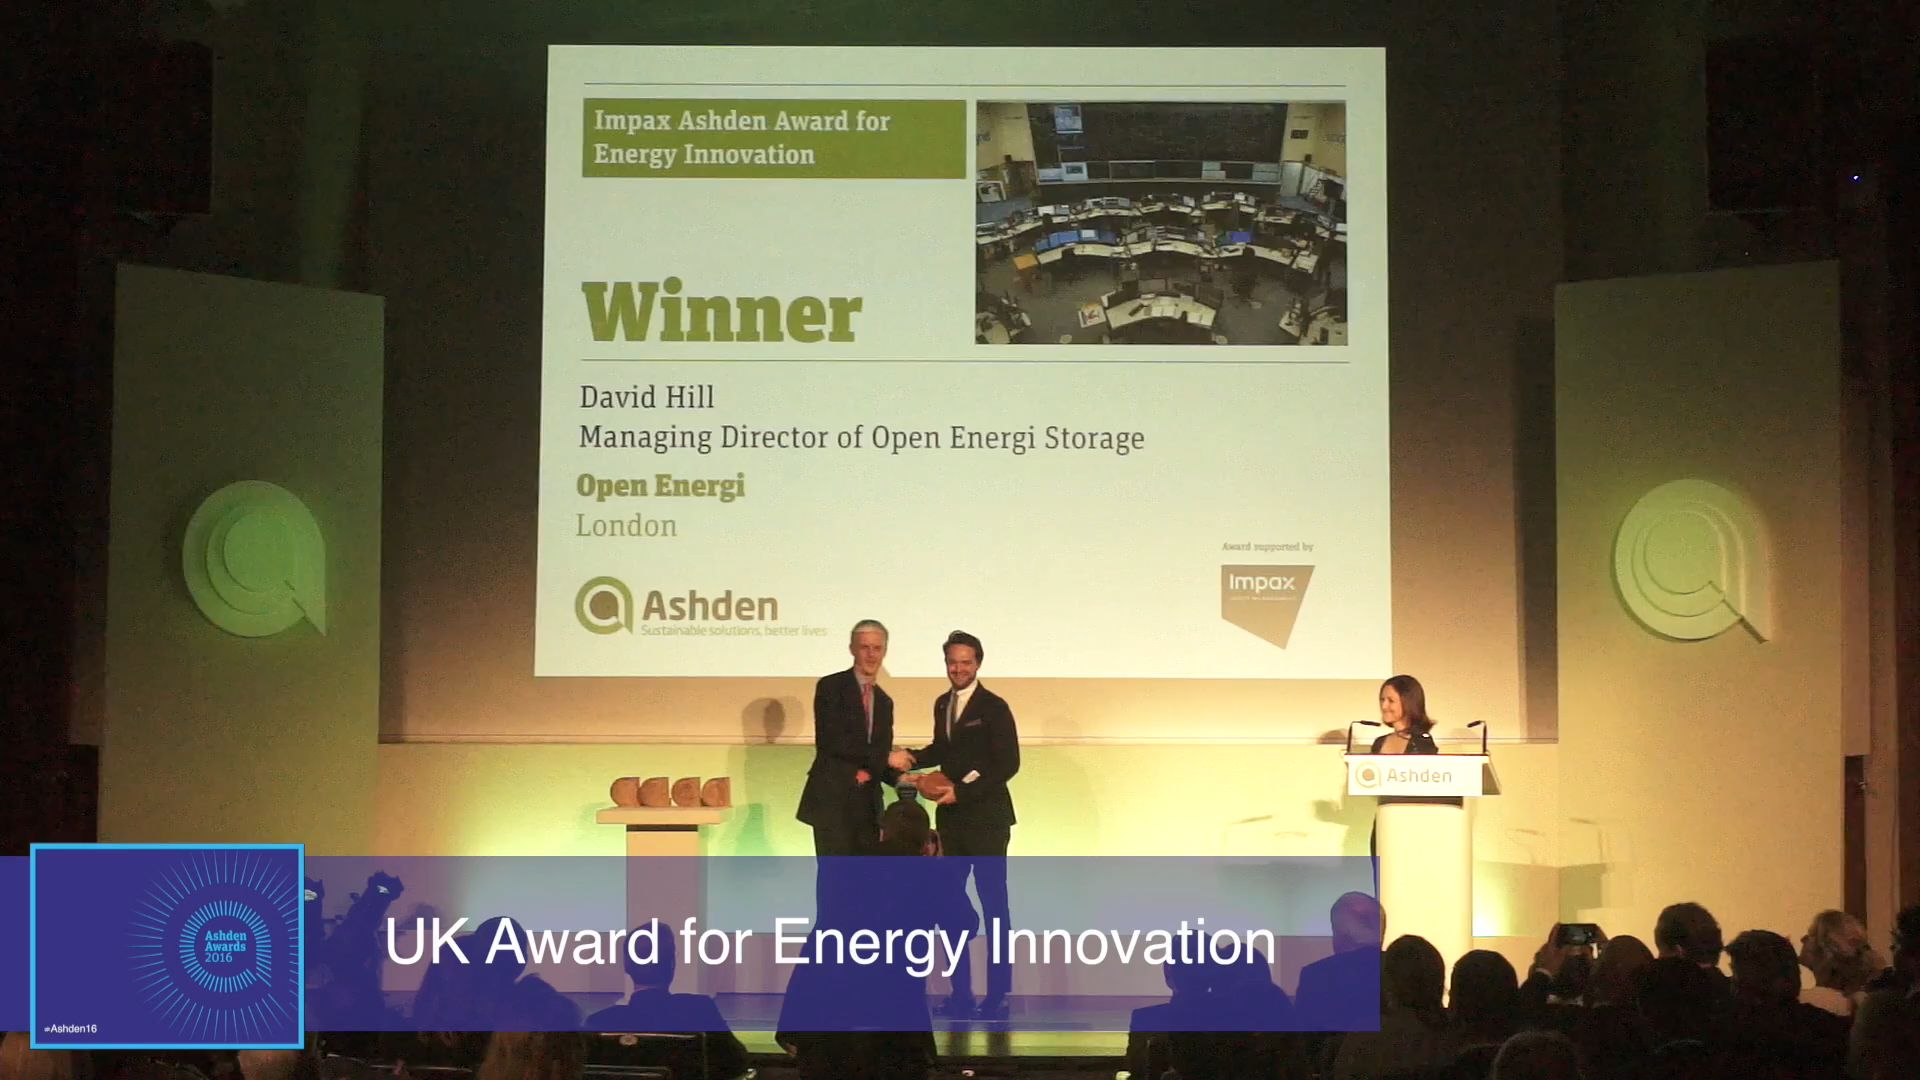 Impax Ashden Award for
Energy Innovation
Winner
David Hill
Managing Director of Open Energi Storage
Open Energi
London
Award supported by
Impax
Ashden
Sustainable solutions, better lives
Ashden
Ashden
Awards
2016
#Ashden16
UK Award for Energy Innovation